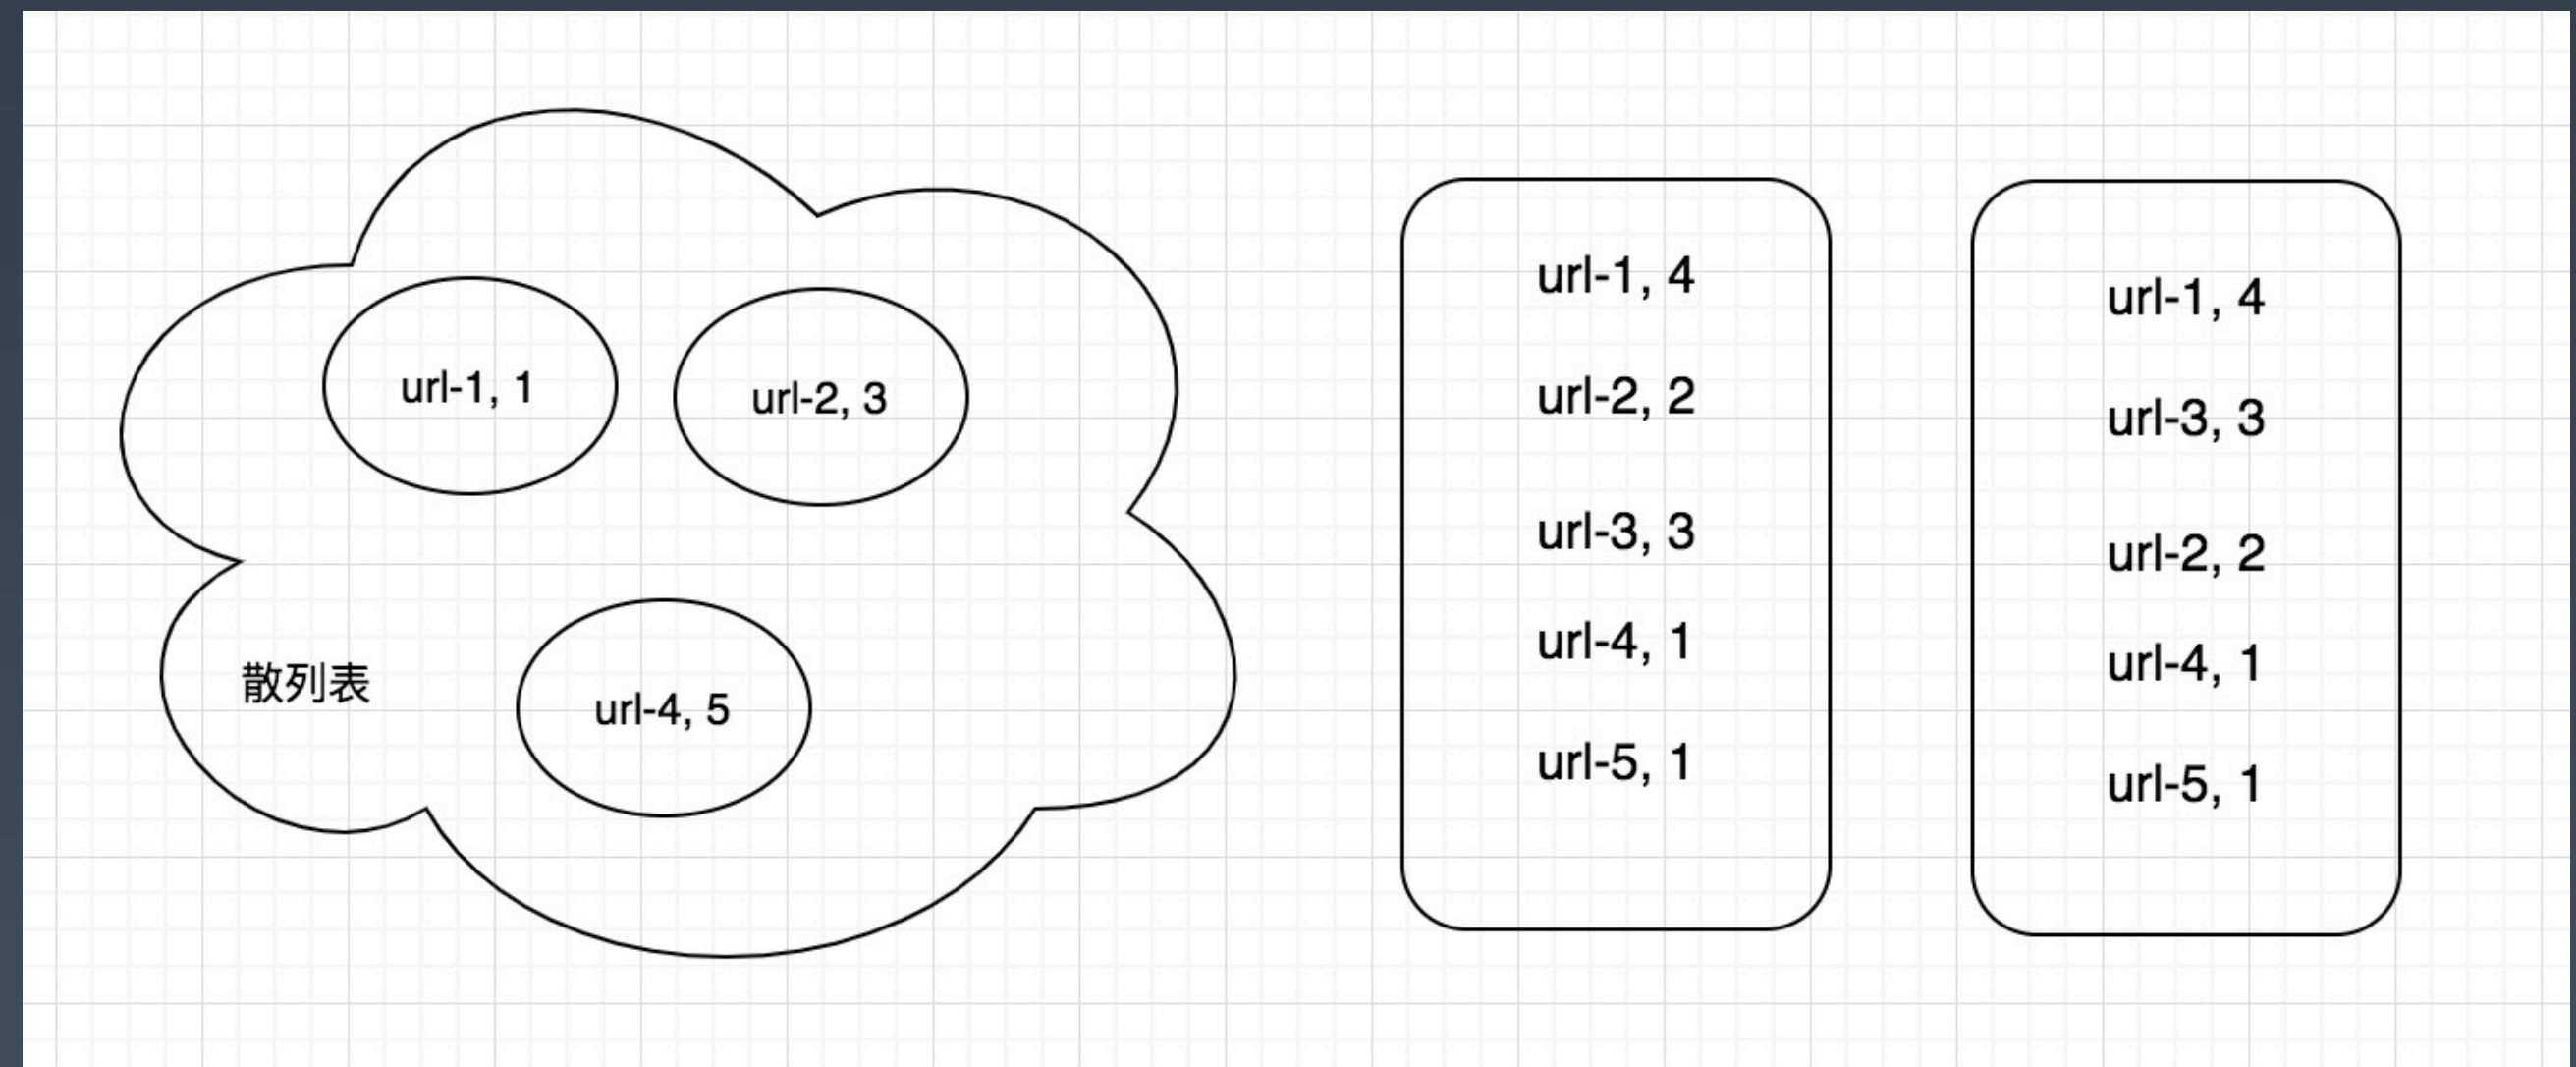 url-1, 1
url-2, 3
散列表
url-4, 5
url-1, 4
url-2, 2
url-3, 3
url-4, 1
url-5, 1
url-1, 4
url-3, 3
url-2, 2
url-4, 1
url-5, 1